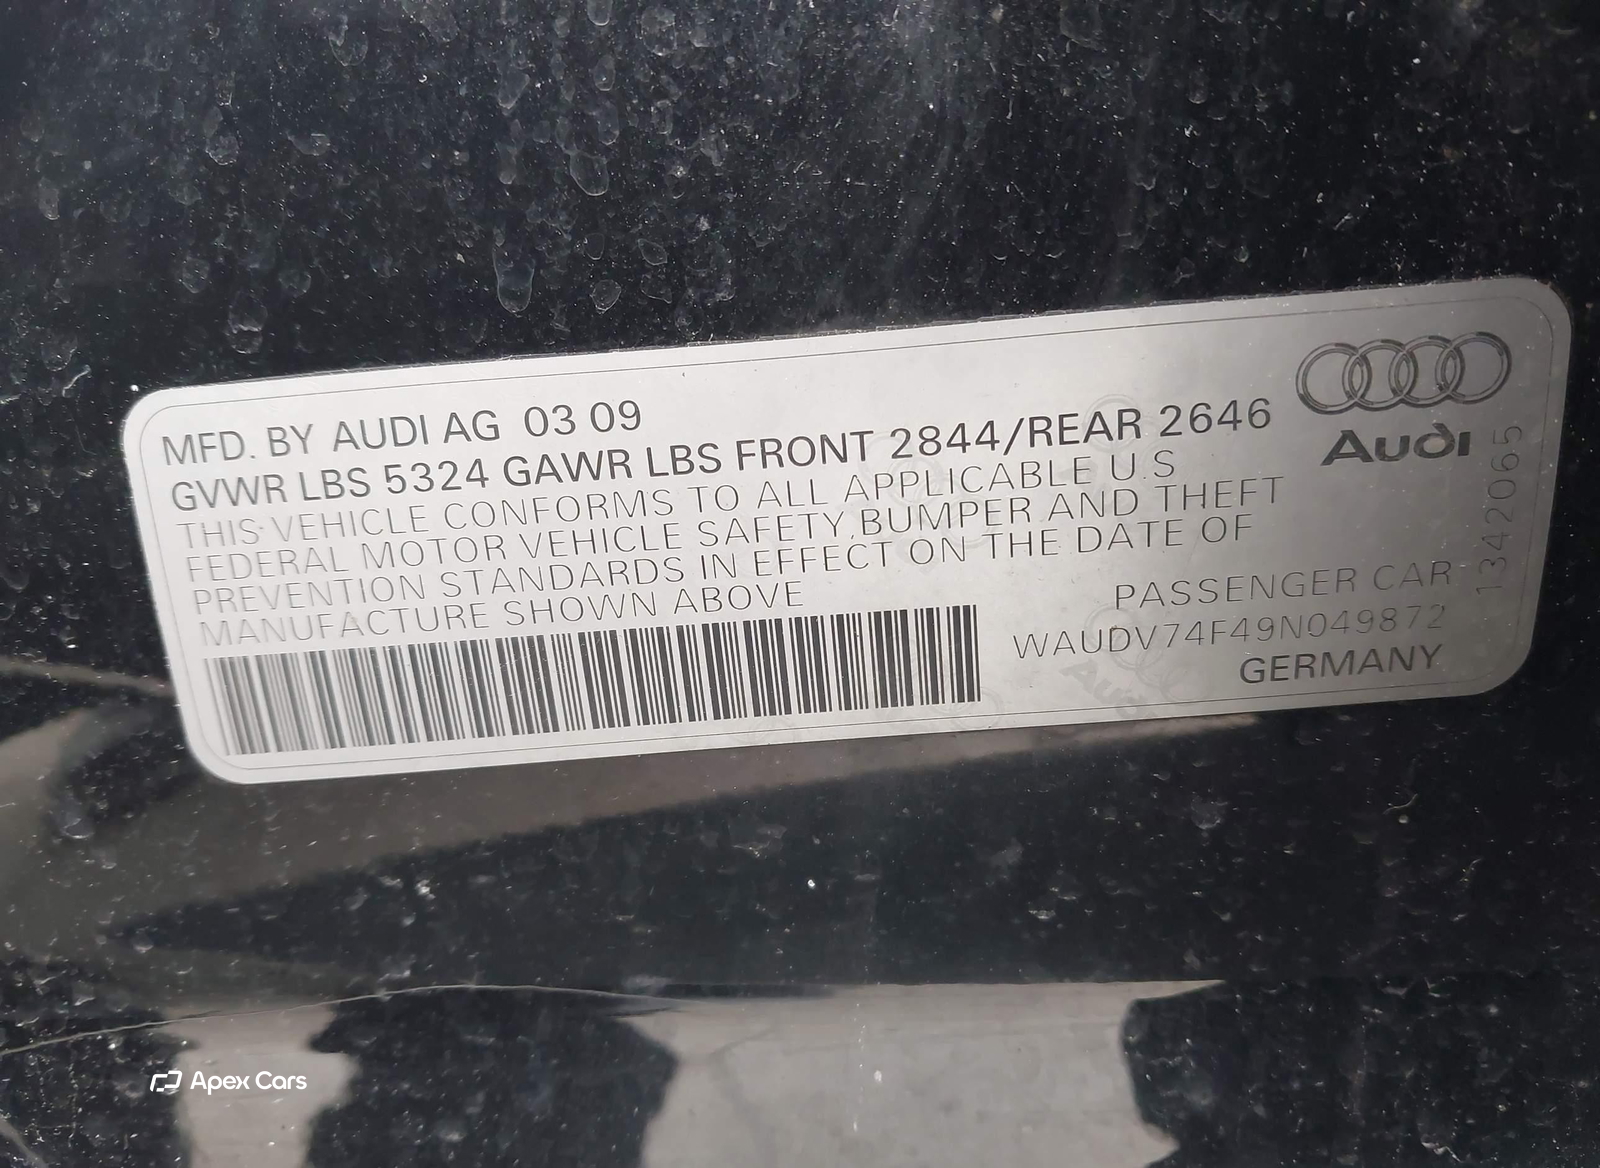 MFD. BY AUDI AG 03 09
GVWR LBS 5324 GAWR LBS FRONT 2844/REAR 2646
THIS VEHICLE CONFORMS TO ALL APPLICABLE U.S
FEDERAL MOTOR VEHICLE SAFETY,BUMPER AND THEFT
PREVENTION STANDARDS IN EFFECT ON THE DATE OF
MANUFACTURE SHOWN ABOVE
PASSENGER CAR
WAUDV74F49N049872
GERMANY
Audi
1342065
Audi
Apex Cars